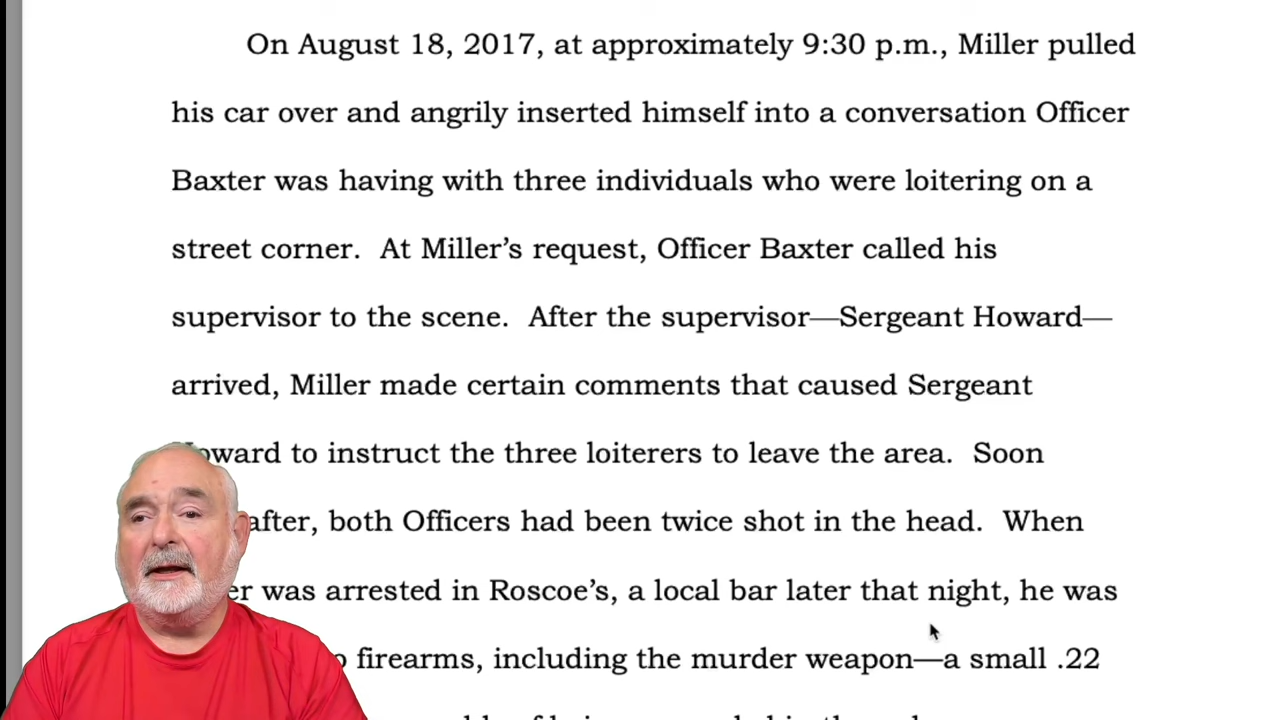 On August 18, 2017, at approximately 9:30 p.m., Miller pulled
his car over and angrily inserted himself into a conversation Officer
Baxter was having with three individuals who were loitering on a
street corner.  At Miller’s request, Officer Baxter called his
supervisor to the scene.  After the supervisor—Sergeant Howard—
arrived, Miller made certain comments that caused Sergeant
Howard to instruct the three loiterers to leave the area.  Soon
after, both Officers had been twice shot in the head.  When
was arrested in Roscoe’s, a local bar later that night, he was
firearms, including the murder weapon—a small .22